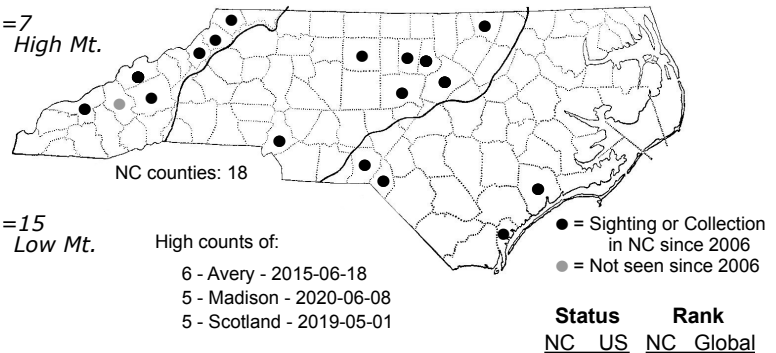 =7
High Mt.
NC counties: 18
=15
Low Mt.
High counts of:
6 - Avery - 2015-06-18
5 - Madison - 2020-06-08
5 - Scotland - 2019-05-01
= Sighting or Collection
in NC since 2006
= Not seen since 2006
Status Rank
NC US NC Global